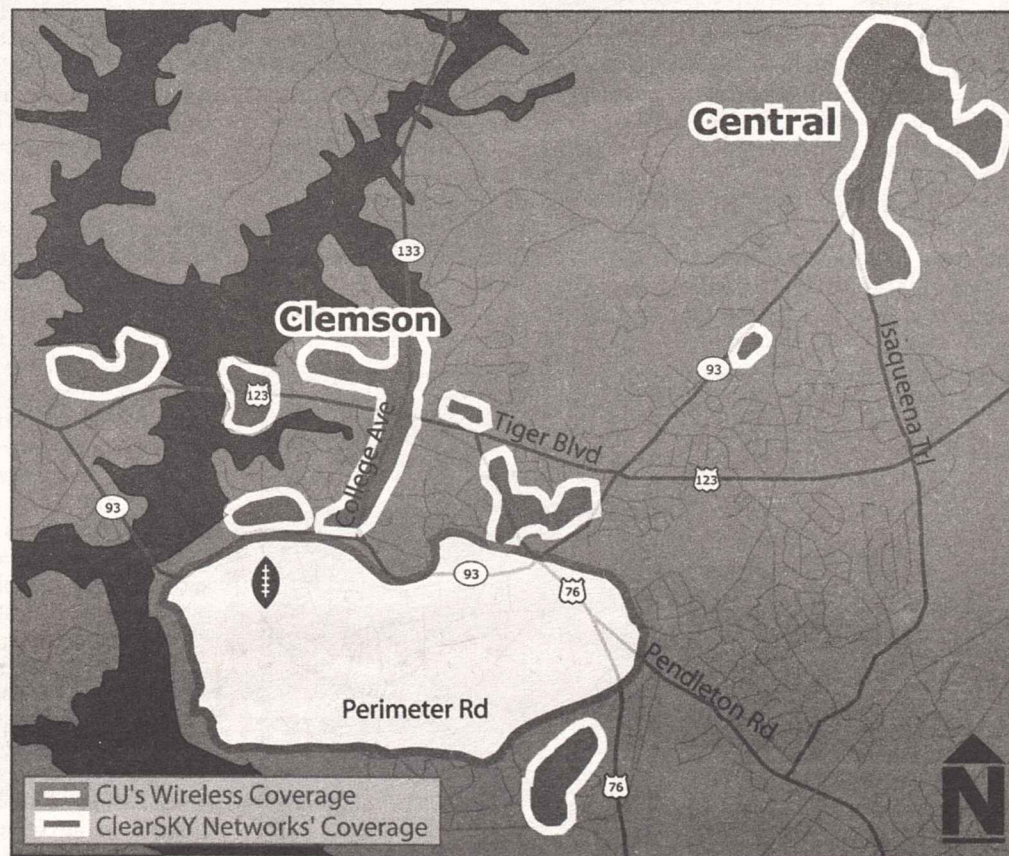 Central
133
Clemson
123
93
Isaqueena Trl
College Ave
Tiger Blvd
123
93
93
76
Pendleton Rd
Perimeter Rd
76
CU's Wireless Coverage
ClearSKY Networks' Coverage
N